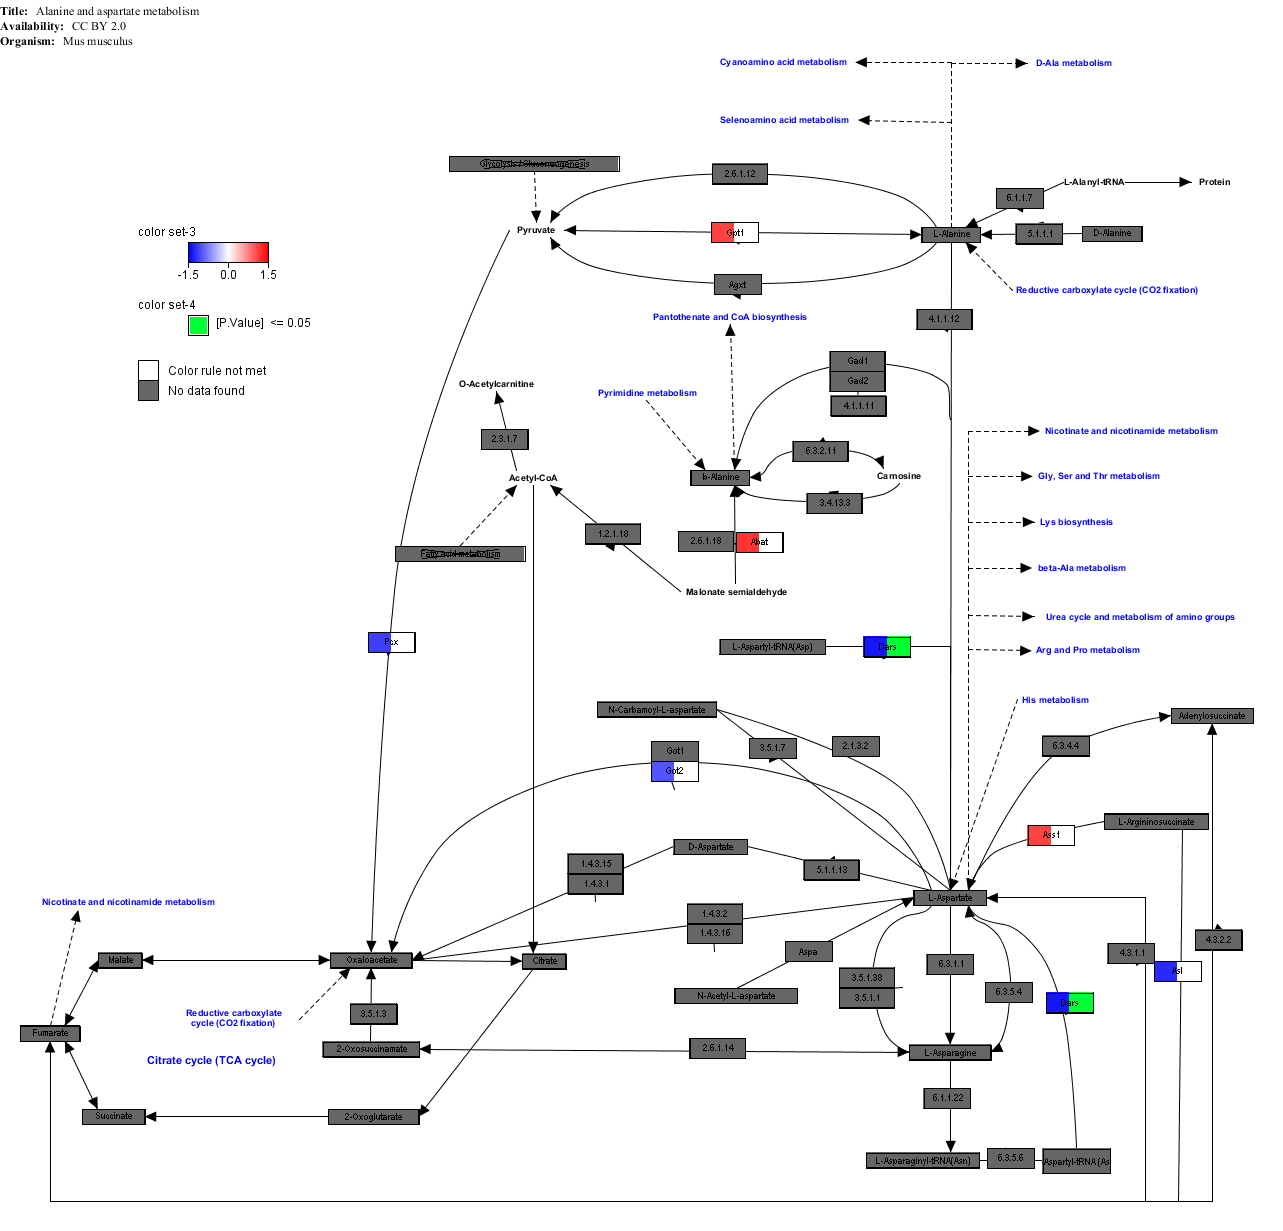 Title: Alanine and aspartate metabolism
Availability: CC BY 2.0
Organism: Mus musculus
Cyanoamino acid metabolism
D-Ala metabolism
Selenoamino acid metabolism
Glycolysis / Gluconeogenesis
2.6.1.12
L-Alanyl-tRNA
Protein
6.1.1.7
Pyruvate
Got1
L-Alanine
5.1.1.1
D-Alanine
color set-3
-1.5 0.0 1.5
Agxt
Reductive carboxylate cycle (CO2 fixation)
color set-4
[P.Value] <= 0.05
Pantothenate and CoA biosynthesis
4.1.1.12
Color rule not met
No data found
Gad1
Gad2
4.1.1.11
O-Acetylcarnitine
Pyrimidine metabolism
2.3.1.7
Nicotinate and nicotinamide metabolism
6.3.2.11
Acetyl-CoA
b-Alanine
Carnosine
Gly, Ser and Thr metabolism
3.4.13.3
Lys biosynthesis
1.2.1.18
2.6.1.18
Abat
Fatty acid metabolism
beta-Ala metabolism
Malonate semialdehyde
Urea cycle and metabolism of amino groups
Pcx
L-Aspartyl-tRNA(Asp)
Dars
Arg and Pro metabolism
His metabolism
N-Carbamoyl-L-aspartate
Adenylosuccinate
Got1
Got2
3.5.1.7
2.1.3.2
6.3.4.4
L-Argininosuccinate
Ass1
D-Aspartate
1.4.3.15
1.4.3.1
5.1.1.13
L-Aspartate
Nicotinate and nicotinamide metabolism
1.4.3.2
1.4.3.16
4.3.2.2
Aspa
4.3.1.1
Malate
Oxaloacetate
Citrate
6.3.1.1
Asl
3.5.1.38
3.5.1.1
N-Acetyl-L-aspartate
6.3.5.4
Dars
Reductive carboxylate
cycle (CO2 fixation)
3.5.1.3
Fumarate
2-Oxosuccinamate
2.6.1.14
L-Asparagine
Citrate cycle (TCA cycle)
6.1.1.22
Succinate
2-Oxoglutarate
L-Asparaginyl-tRNA(Asn)
6.3.5.6
Aspartyl-tRNA(As